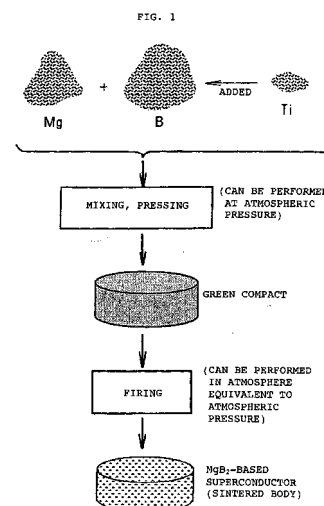 FIG. 1
+
ADDED
Mg
B
Ti
MIXING, PRESSING
(CAN BE PERFORMED
AT ATMOSPHERIC
PRESSURE)
GREEN COMPACT
FIRING
(CAN BE PERFORMED
IN ATMOSPHERE
EQUIVALENT TO
ATMOSPHERIC
PRESSURE)
MgB₂-BASED
SUPERCONDUCTOR
(SINTERED BODY)